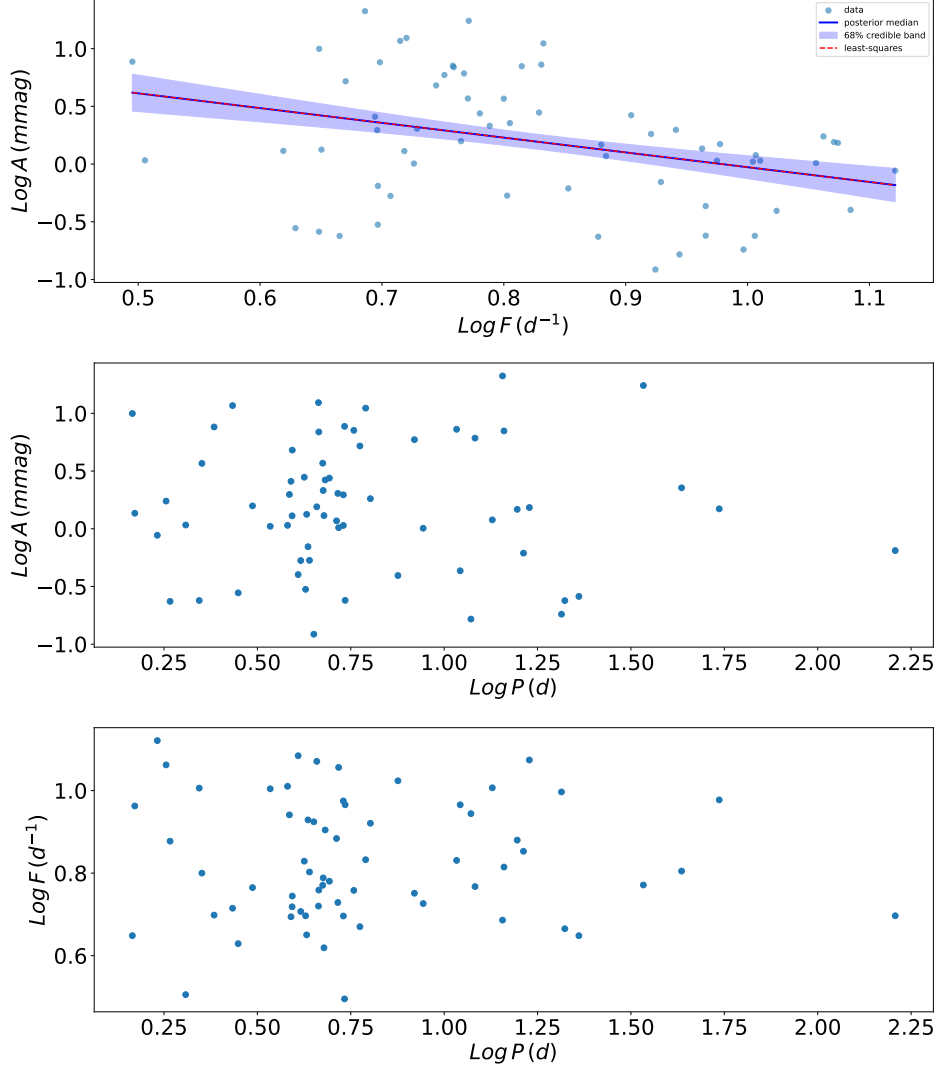 data
posterior median
68% credible band
least-squares
1.0
0.5
0.0
−0.5
−1.0
Log A (mmag)
0.5 0.6 0.7 0.8 0.9 1.0 1.1
Log F (d⁻¹)
1.0
0.5
0.0
−0.5
−1.0
Log A (mmag)
0.25 0.50 0.75 1.00 1.25 1.50 1.75 2.00 2.25
Log P (d)
1.0
0.8
0.6
Log F (d⁻¹)
0.25 0.50 0.75 1.00 1.25 1.50 1.75 2.00 2.25
Log P (d)